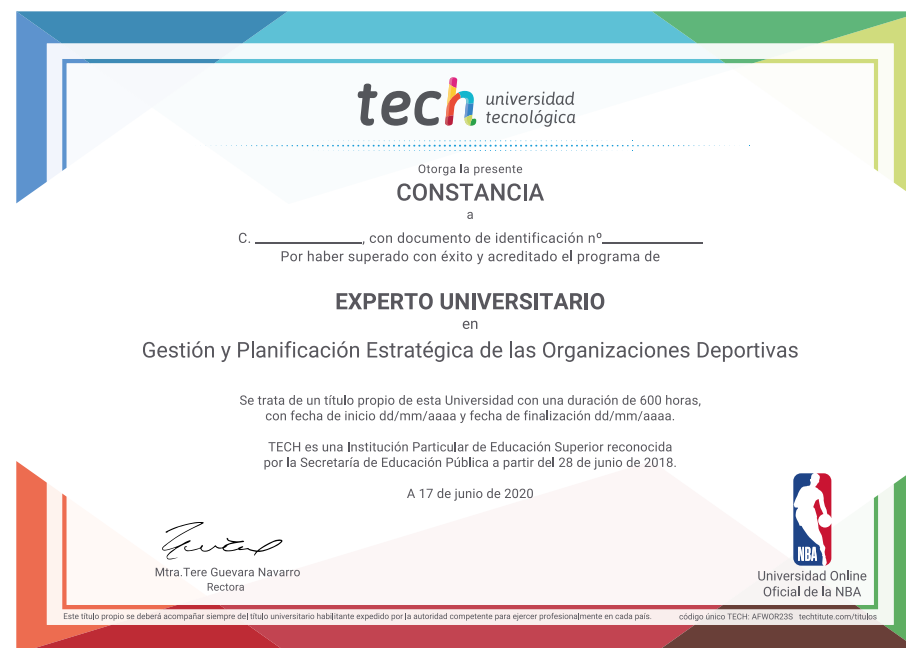 tech universidad
tecnológica
Otorga la presente
CONSTANCIA
a
C. ____________, con documento de identificación nº____________
Por haber superado con éxito y acreditado el programa de
EXPERTO UNIVERSITARIO
en
Gestión y Planificación Estratégica de las Organizaciones Deportivas
Se trata de un título propio de esta Universidad con una duración de 600 horas,
con fecha de inicio dd/mm/aaaa y fecha de finalización dd/mm/aaaa.
TECH es una Institución Particular de Educación Superior reconocida
por la Secretaría de Educación Pública a partir del 28 de junio de 2018.
A 17 de junio de 2020
Mtra.Tere Guevara Navarro
Rectora
NBA
Universidad Online
Oficial de la NBA
Este título propio se deberá acompañar siempre del título universitario habilitante expedido por la autoridad competente para ejercer profesionalmente en cada país. código único TECH: AFWOR23S techtitute.com/titulos